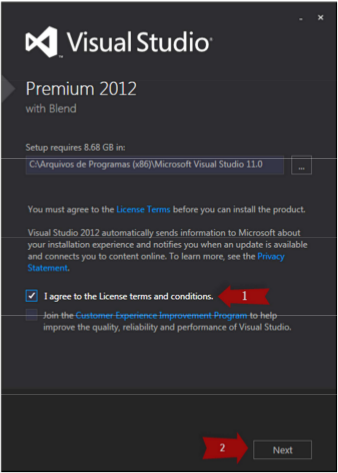 Visual Studio
Premium 2012
with Blend
Setup requires 8.68 GB in:
C:\Arquivos de Programas (x86)\Microsoft Visual Studio 11.0
...
You must agree to the License Terms before you can install the product.
Visual Studio 2012 automatically sends information to Microsoft about
your installation experience and notifies you when an update is available
and connects you to content online. To learn more, see the Privacy
Statement.
I agree to the License terms and conditions.
1
Join the Customer Experience Improvement Program to help
improve the quality, reliability and performance of Visual Studio.
2
Next